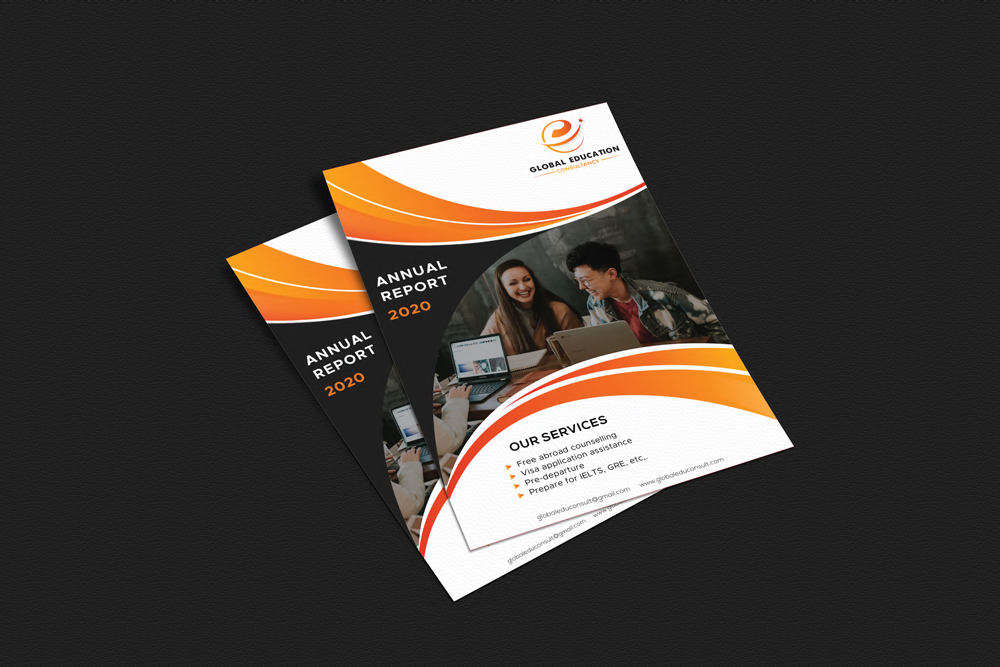 GLOBAL EDUCATION
CONSULTANCY
ANNUAL
REPORT
2020
OUR SERVICES
Free abroad counselling
Visa application assistance
Pre-departure
Prepare for IELTS, GRE, etc,.
globaleduconsult@gmail.com www.globaleduconsult.com
ANNUAL
REPORT
2020
globaleduconsult@gmail.com